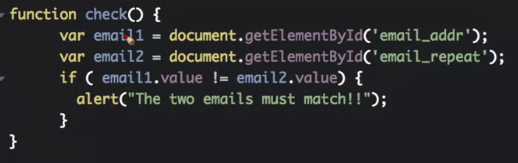 function check() {
var email1 = document.getElementById('email_addr');
var email2 = document.getElementById('email_repeat');
if ( email1.value != email2.value) {
alert("The two emails must match!!");
}
}